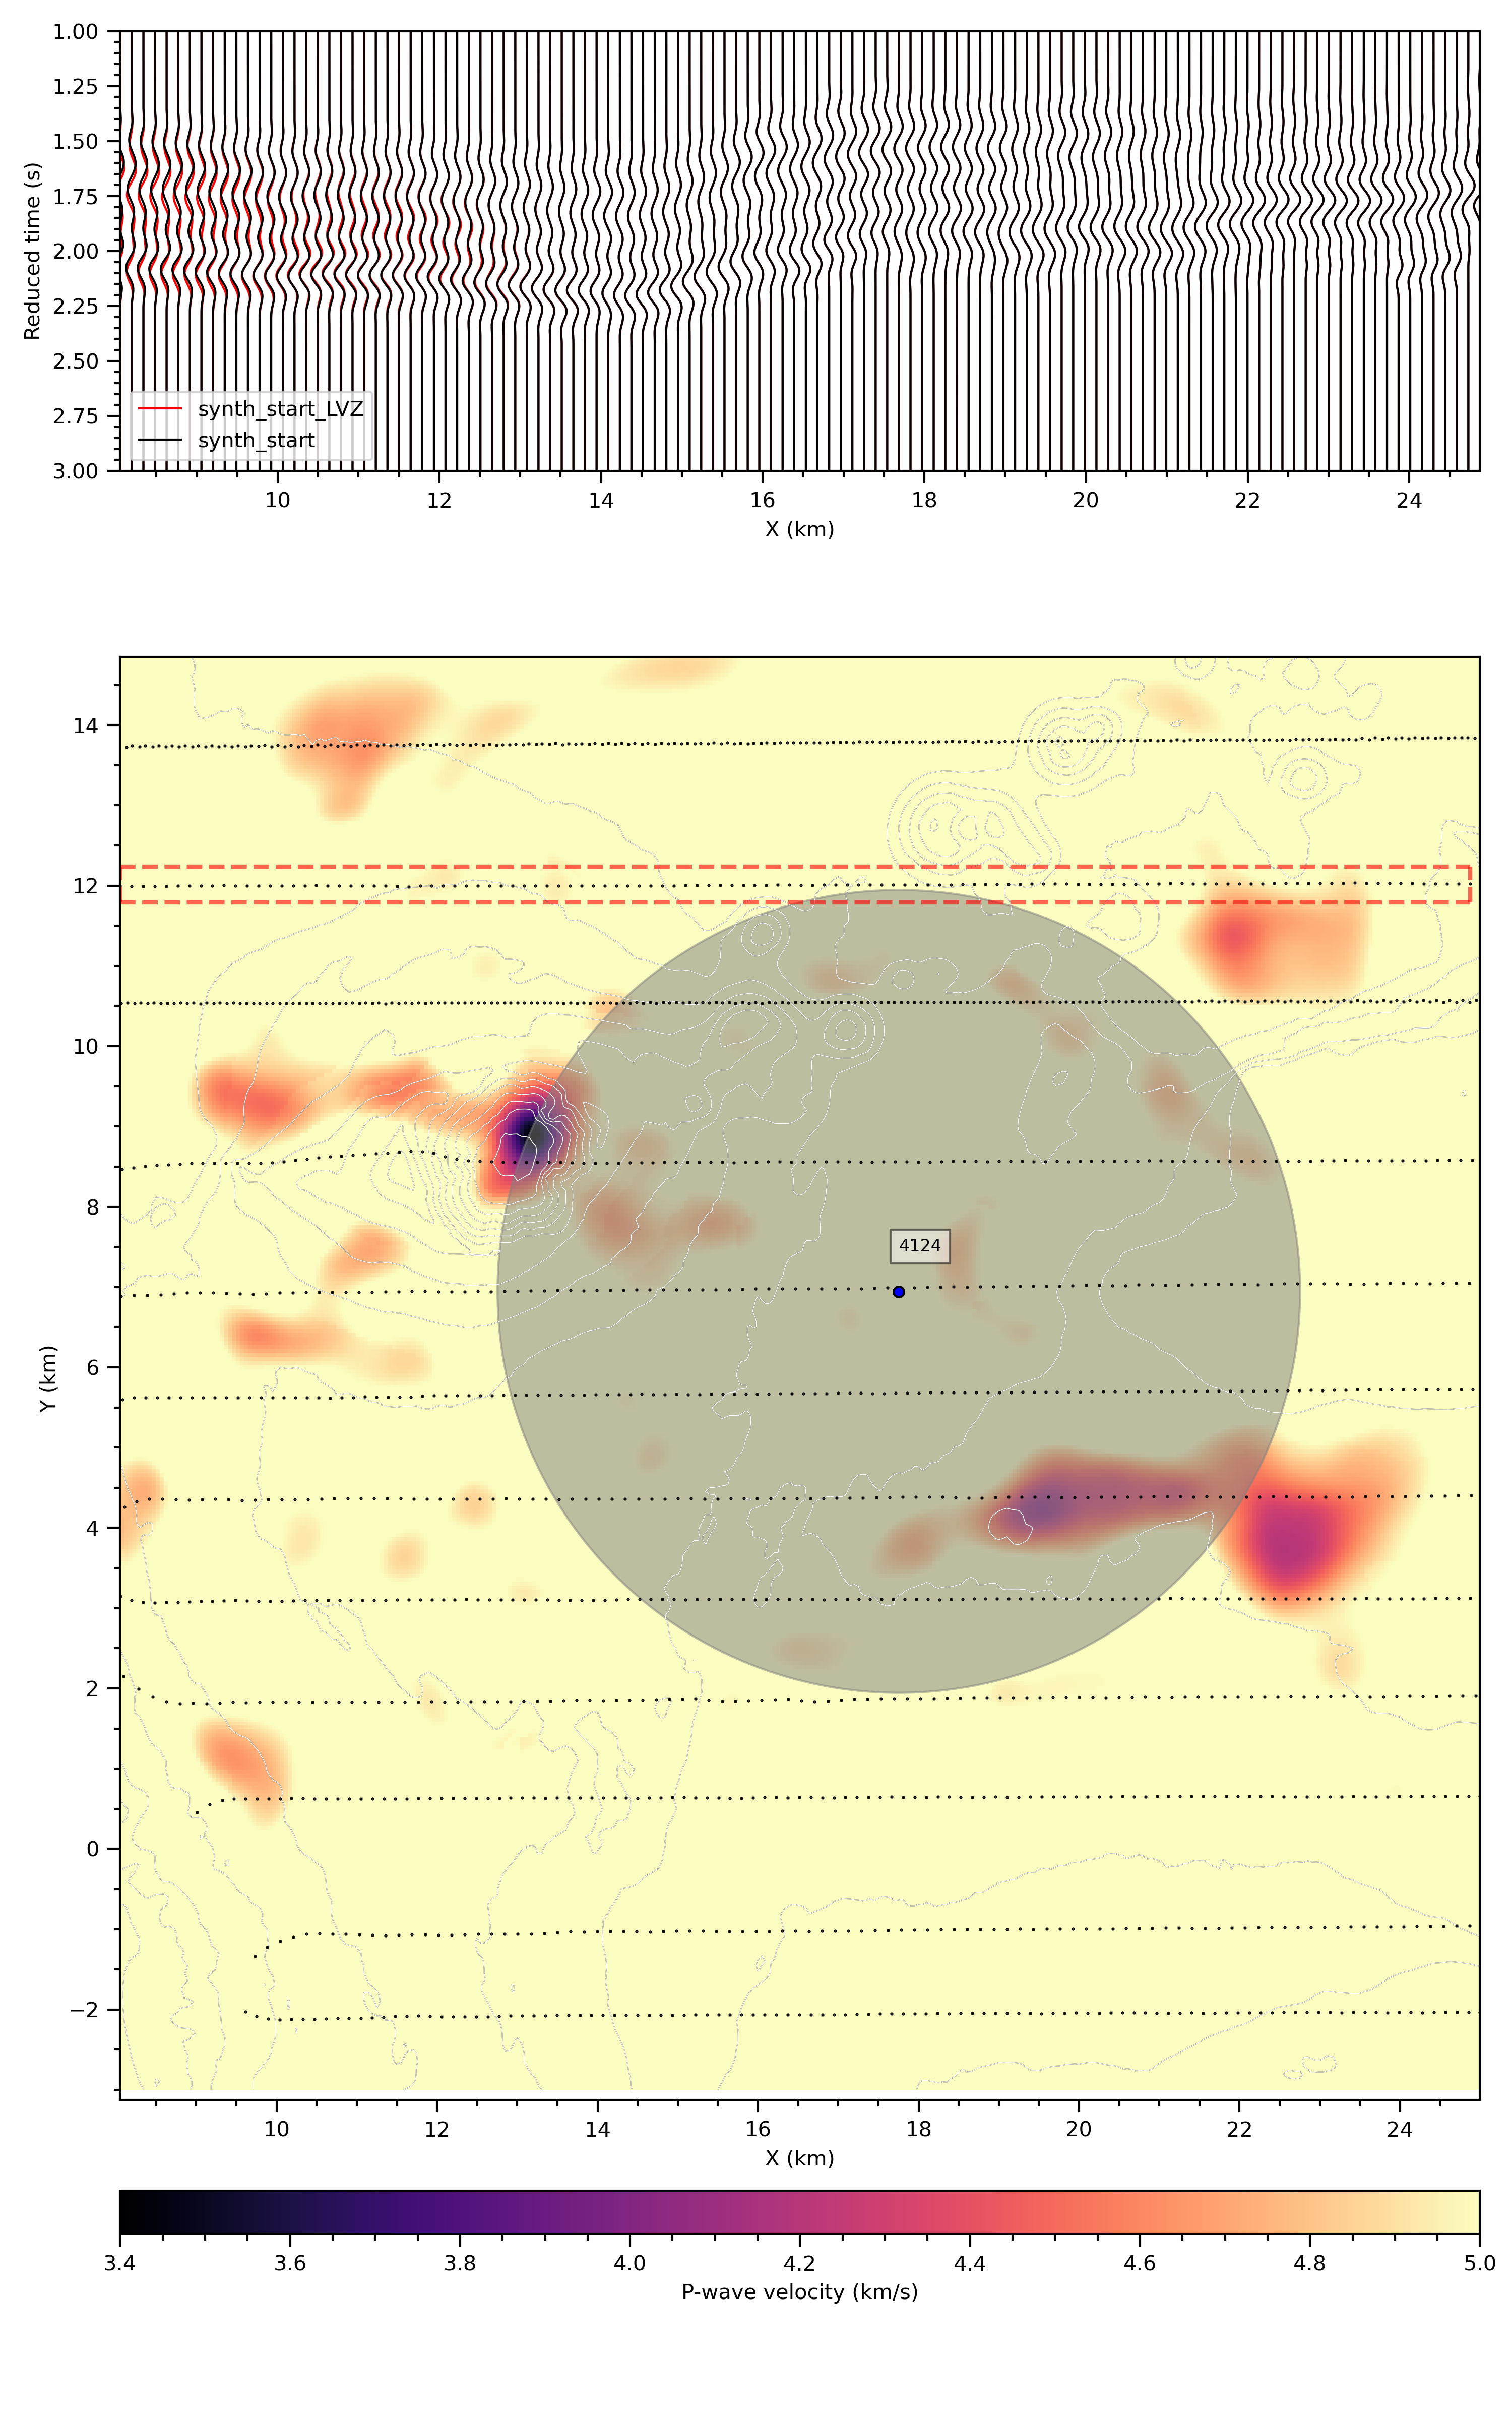 1.00
1.25
1.50
1.75
2.00
2.25
2.50
2.75
3.00
Reduced time (s)
synth_start_LVZ
synth_start
10 12 14 16 18 20 22 24
X (km)
14
12
10
8
6
4
2
0
−2
Y (km)
4124
10 12 14 16 18 20 22 24
X (km)
3.4 3.6 3.8 4.0 4.2 4.4 4.6 4.8 5.0
P-wave velocity (km/s)